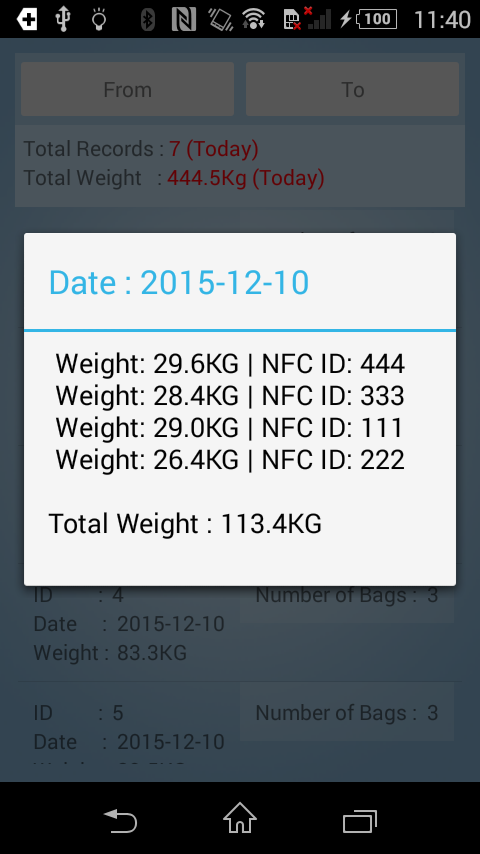 100 11:40
From To
Total Records : 7 (Today)
Total Weight : 444.5Kg (Today)
Date : 2015-12-10
Weight: 29.6KG | NFC ID: 444
Weight: 28.4KG | NFC ID: 333
Weight: 29.0KG | NFC ID: 111
Weight: 26.4KG | NFC ID: 222
Total Weight : 113.4KG
ID : 4 Number of Bags : 3
Date : 2015-12-10
Weight : 83.3KG
ID : 5 Number of Bags : 3
Date : 2015-12-10